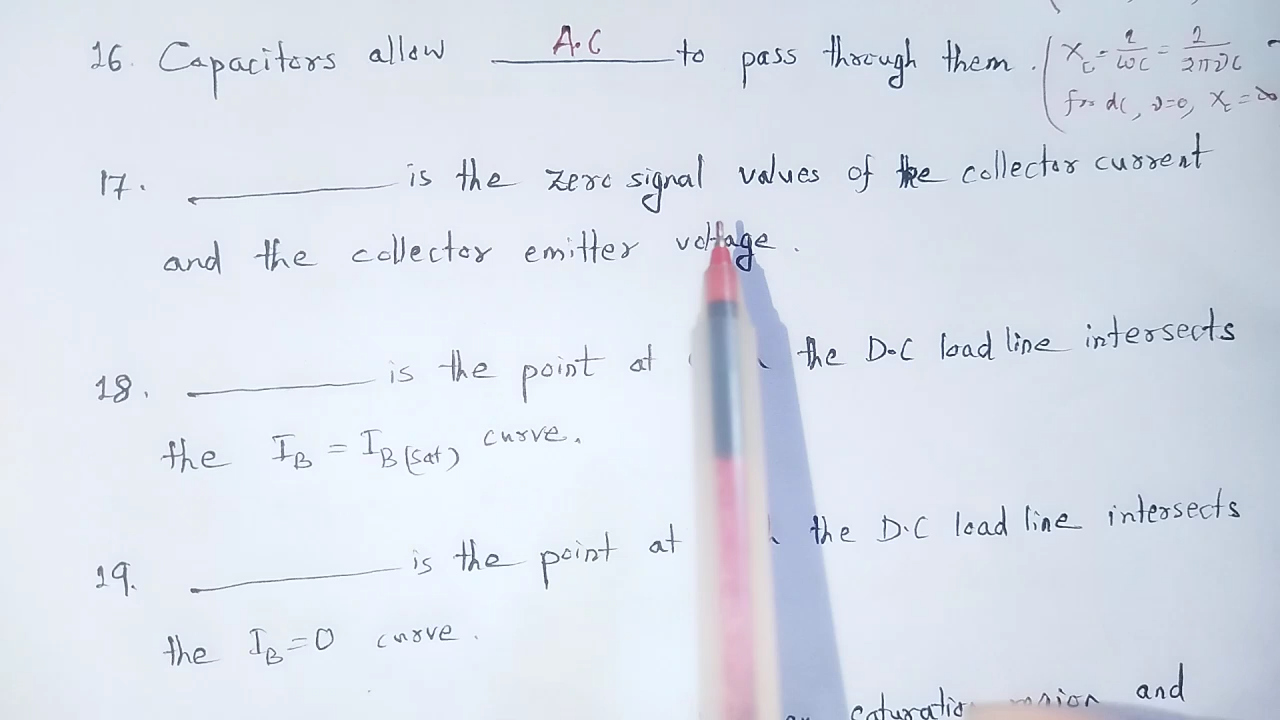 16. Capacitors allow A.C to pass through them. (X_C = 1/ωC = 1/2πνC
for dc, ν=0, X_C = ∞
17. ________ is the zero signal values of the collector current
and the collector emitter voltage.
18. ________ is the point at the D.C load line intersects
the I_B = I_B(sat) curve.
19. ________ is the point at the D.C load line intersects
the I_B = 0 curve.
and